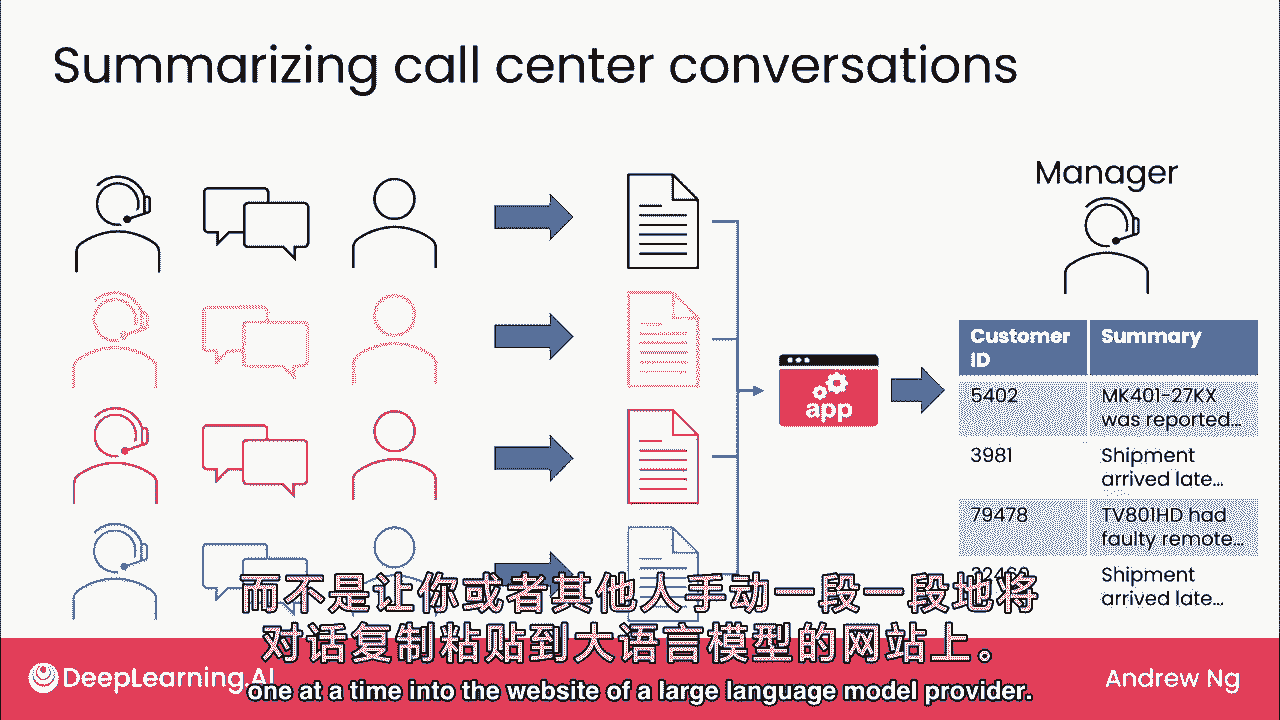 Summarizing call center conversations
Manager
Customer ID
Summary
5402
MK401-27KX
was reported...
3981
Shipment
arrived late...
79478
TV801HD had
faulty remote...
Shipment
arrived late...
app
而不是让你或者其他人手动一段一段地将
对话复制粘贴到大语言模型的网站上。
one at a time into the website of a large language model provider.
DeepLearning.AI
Andrew Ng